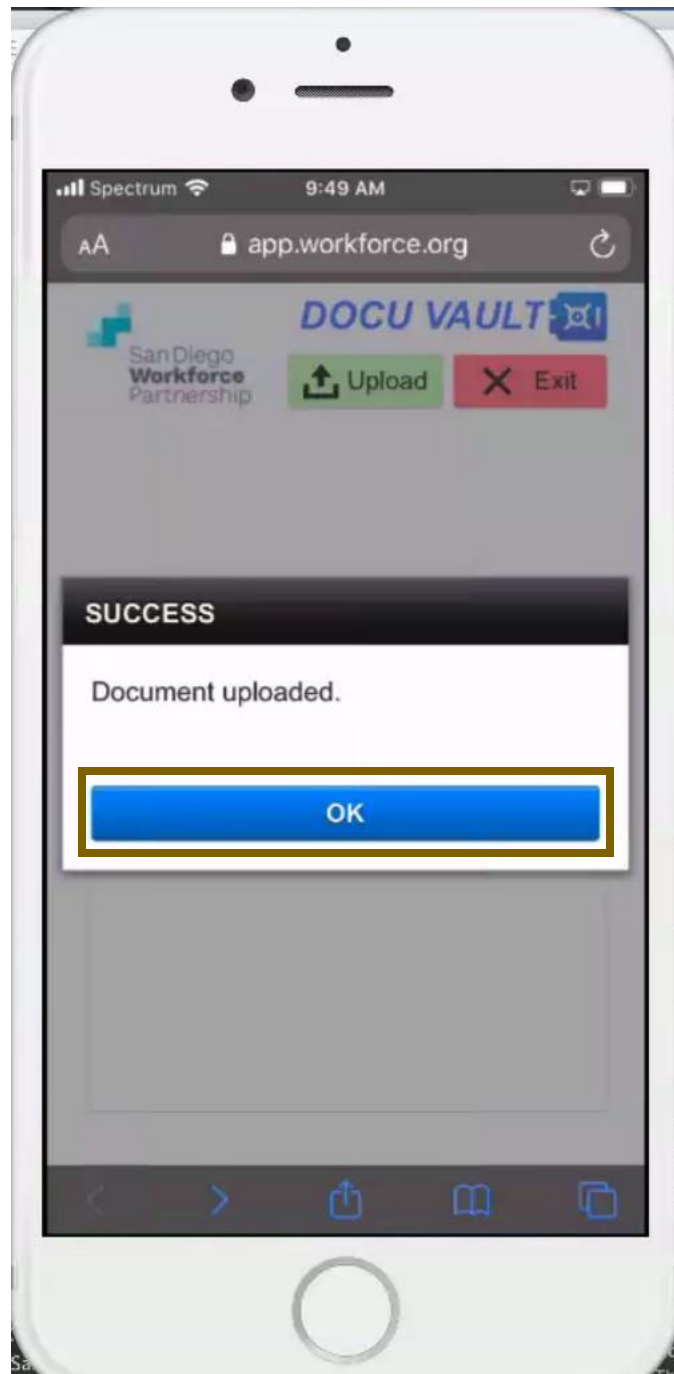 Spectrum 9:49 AM
AA app.workforce.org
DOCU VAULT
San Diego
Workforce
Partnership
Upload
Exit
SUCCESS
Document uploaded.
OK